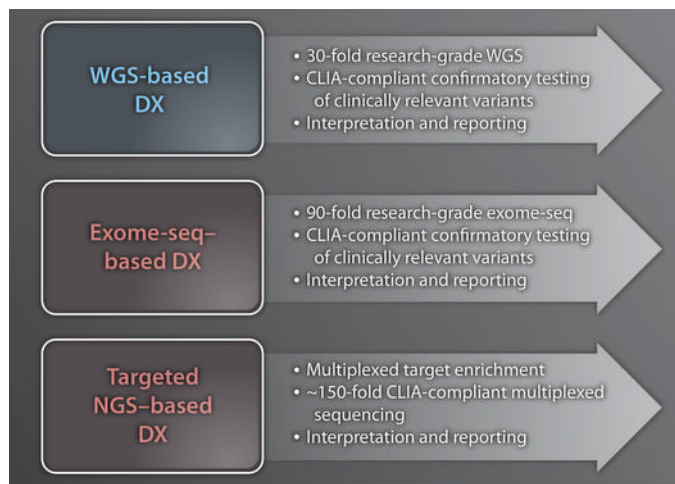 WGS-based
DX
• 30-fold research-grade WGS
• CLIA-compliant confirmatory testing
of clinically relevant variants
• Interpretation and reporting
Exome-seq–
based DX
• 90-fold research-grade exome-seq
• CLIA-compliant confirmatory testing
of clinically relevant variants
• Interpretation and reporting
Targeted
NGS–based
DX
• Multiplexed target enrichment
• ~150-fold CLIA-compliant multiplexed
sequencing
• Interpretation and reporting